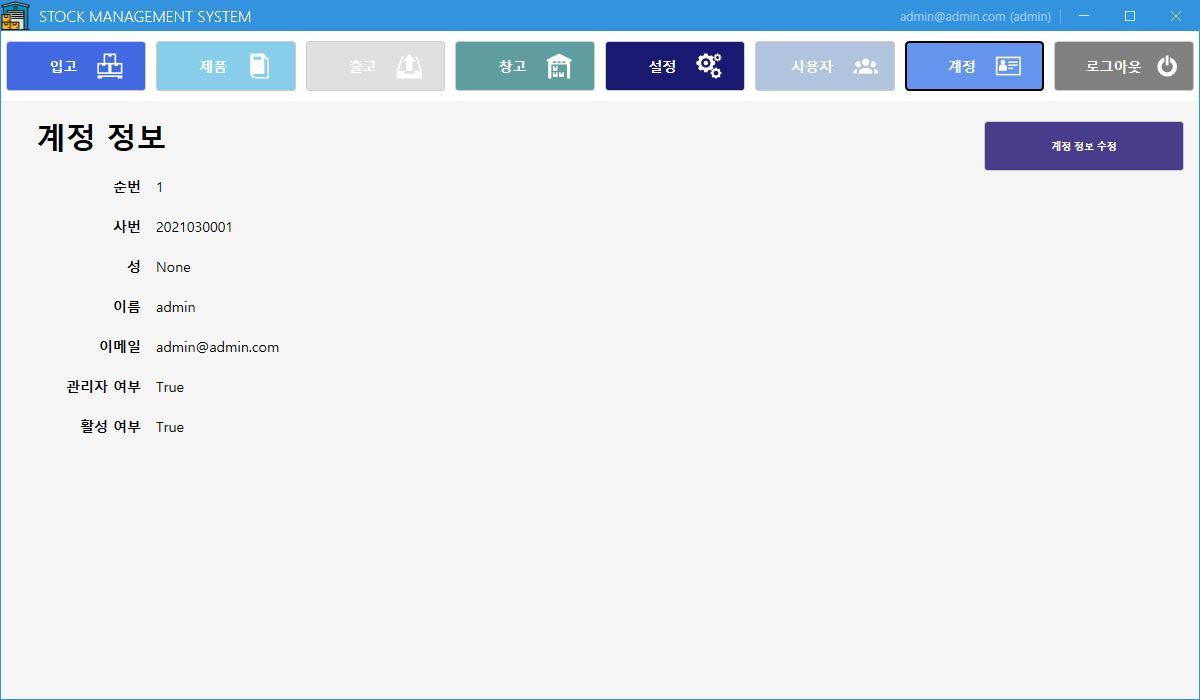 STOCK MANAGEMENT SYSTEM
admin@admin.com (admin)
입고 제품 출고 창고 설정 사용자 계정 로그아웃
계정 정보
계정 정보 수정
순번 1
사번 2021030001
성 None
이름 admin
이메일 admin@admin.com
관리자 여부 True
활성 여부 True